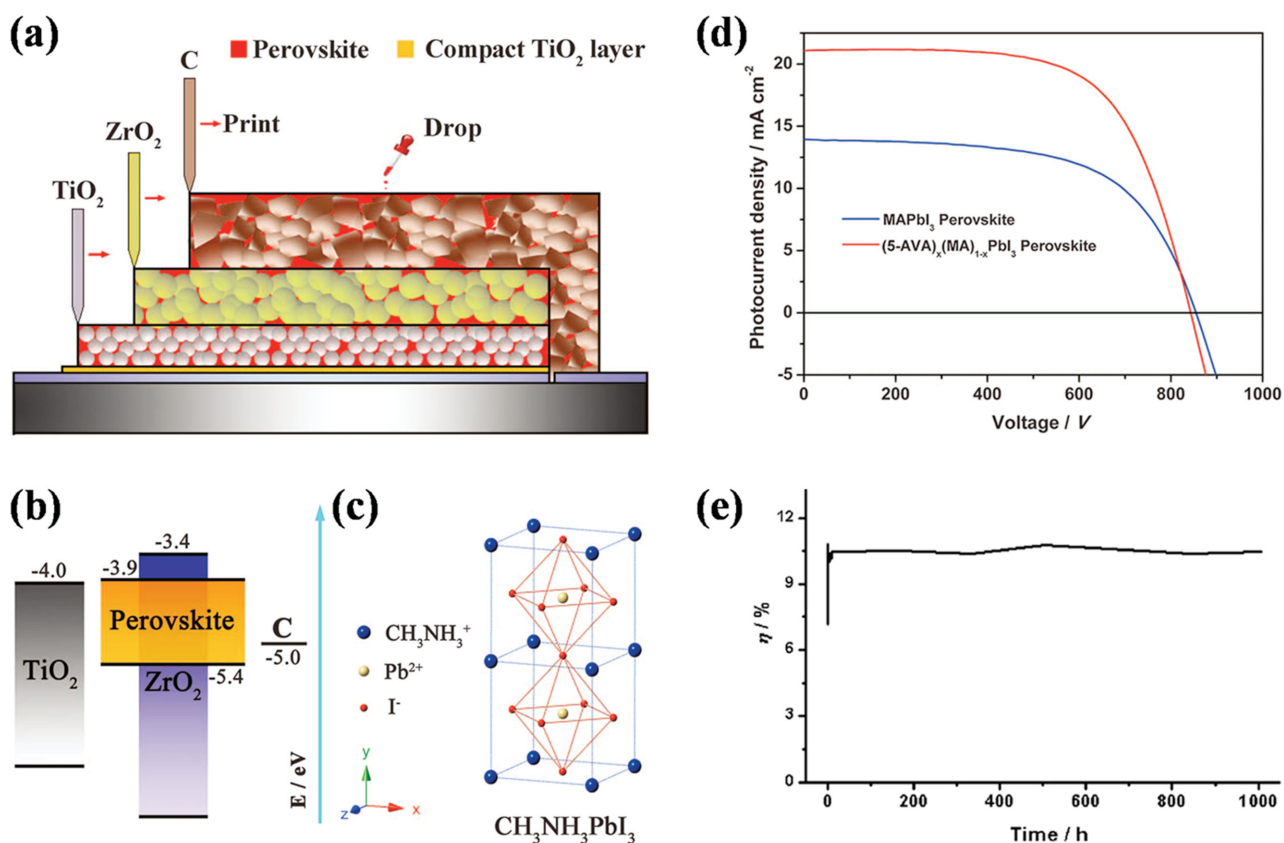 (a)
Perovskite
Compact TiO₂ layer
C
Print
Drop
ZrO₂
TiO₂
(b)
-4.0
-3.9
-3.4
Perovskite
C
-5.0
-5.4
TiO₂
ZrO₂
E / eV
(c)
CH₃NH₃⁺
Pb²⁺
I⁻
y
z
x
CH₃NH₃PbI₃
(d)
Photocurrent density / mA cm⁻²
20
15
10
5
0
-5
MAPbI₃ Perovskite
(5-AVA)ₓ(MA)₁₋ₓPbI₃ Perovskite
0 200 400 600 800 1000
Voltage / V
(e)
η / %
12
9
6
3
0
0 200 400 600 800 1000
Time / h